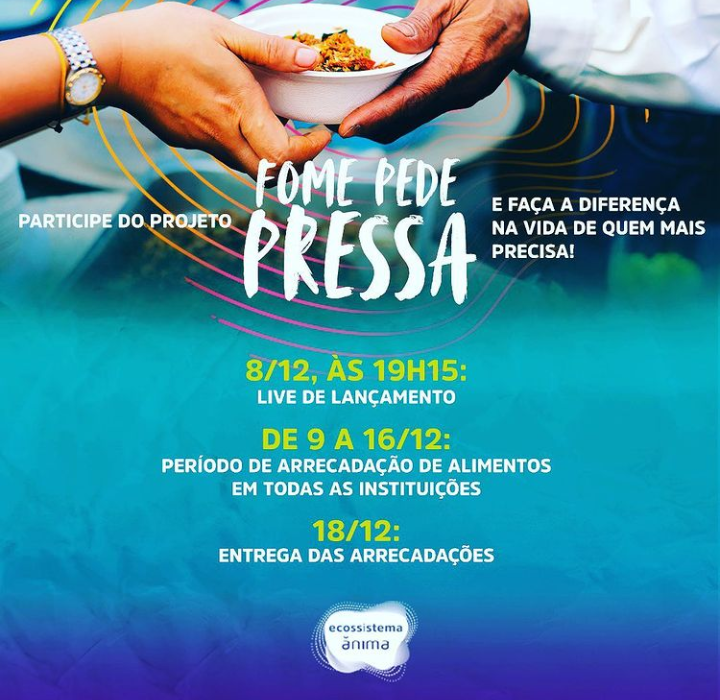 PARTICIPE DO PROJETO
FOME PEDE
PRESSA
E FAÇA A DIFERENÇA
NA VIDA DE QUEM MAIS
PRECISA!
8/12, ÀS 19H15:
LIVE DE LANÇAMENTO
DE 9 A 16/12:
PERÍODO DE ARRECADAÇÃO DE ALIMENTOS
EM TODAS AS INSTITUIÇÕES
18/12:
ENTREGA DAS ARRECADAÇÕES
ecossistema
ănima